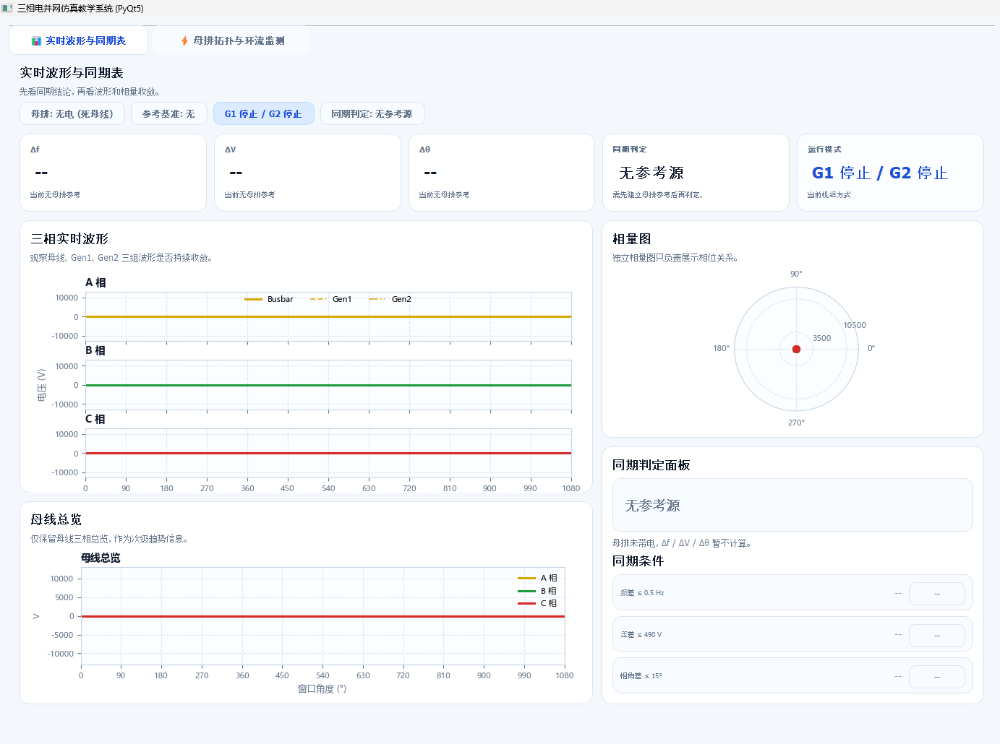 三相电并网仿真教学系统 (PyQt5)
实时波形与同期表
母排拓扑与环流监测
实时波形与同期表
先看同期结论, 再看波形和相量收敛。
母排: 无电 (死母线)
参考基准: 无
G1 停止 / G2 停止
同期判定: 无参考源
Δf
--
当前无母排参考
ΔV
--
当前无母排参考
Δθ
--
当前无母排参考
同期判定
无参考源
需先建立母排参考后再判定。
运行模式
G1 停止 / G2 停止
当前机组方式
三相实时波形
观察母线、Gen1、Gen2 三组波形是否持续收敛。
A 相
10000
0
-10000
Busbar
Gen1
Gen2
B 相
10000
0
-10000
电压 (V)
C 相
10000
0
-10000
0 90 180 270 360 450 540 630 720 810 900 990 1080
母线总览
仅保留母线三相总览, 作为次级趋势信息。
母线总览
10000
5000
0
-5000
-10000
V
A 相
B 相
C 相
0 90 180 270 360 450 540 630 720 810 900 990 1080
窗口角度 (°)
相量图
独立相量图只负责展示相位关系。
90°
10500
3500
180°
0°
270°
同期判定面板
无参考源
母排未带电, Δf / ΔV / Δθ 暂不计算。
同期条件
频差 ≤ 0.5 Hz -- --
压差 ≤ 490 V -- --
相角差 ≤ 15° -- --